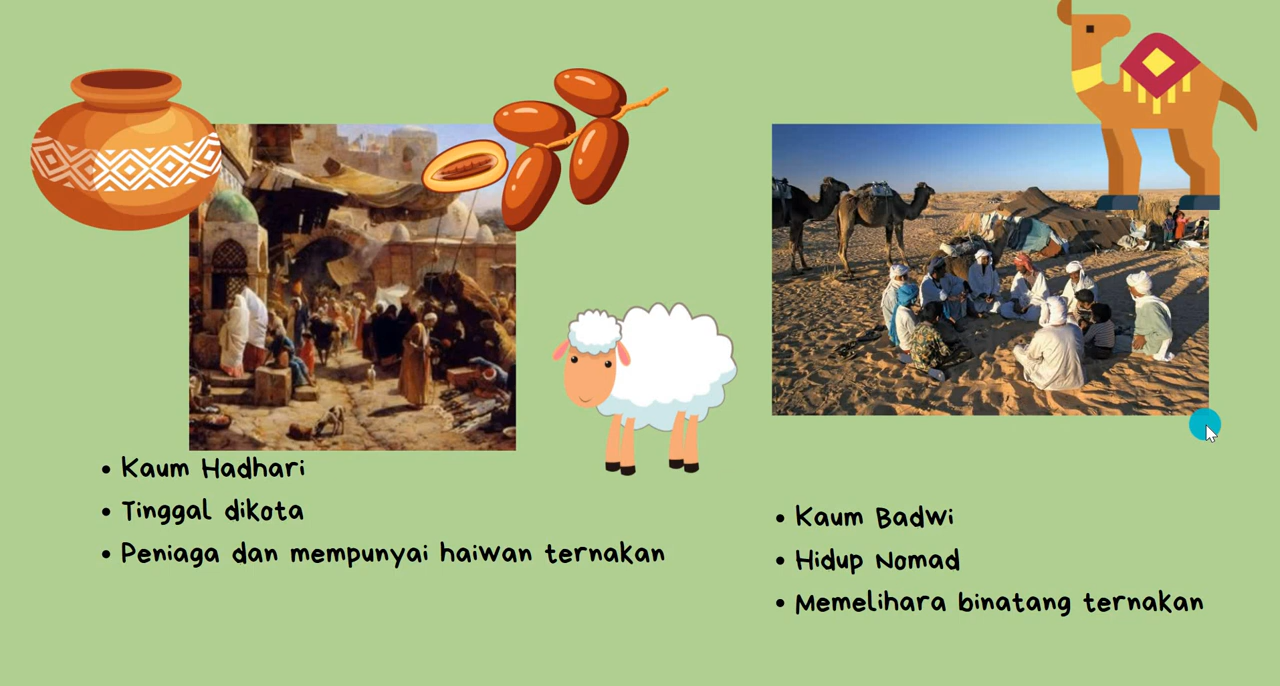 • Kaum Hadhari
• Tinggal dikota
• Peniaga dan mempunyai haiwan ternakan
• Kaum Badwi
• Hidup Nomad
• Memelihara binatang ternakan